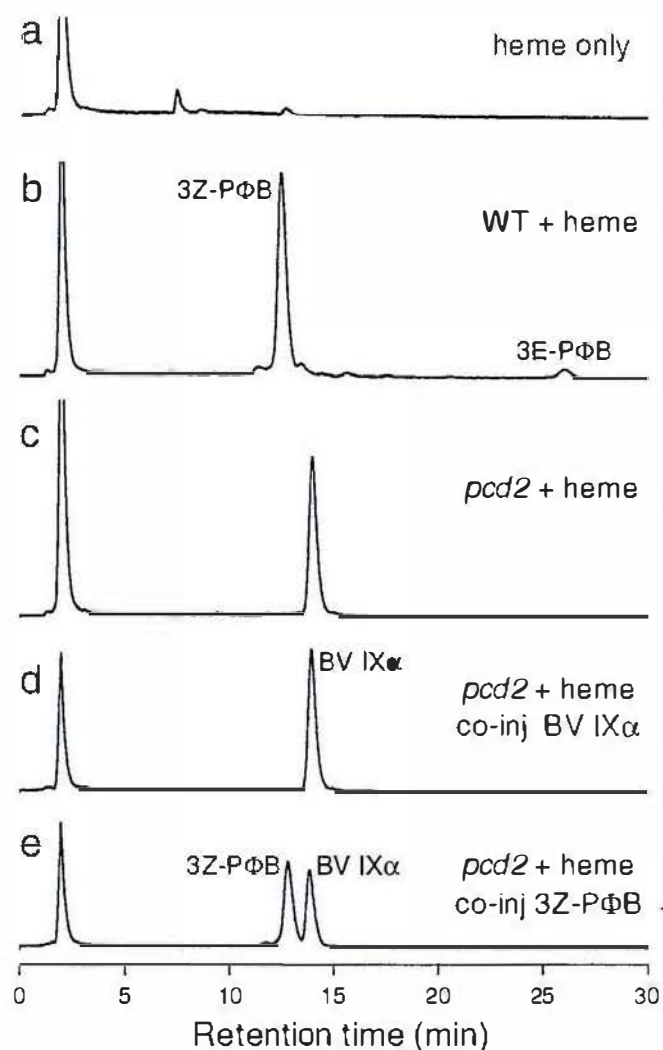 a
heme only
b
3Z-PΦB
WT + heme
3E-PΦB
c
pcd2 + heme
d
BV IXα
pcd2 + heme
co-inj BV IXα
e
3Z-PΦB
BV IXα
pcd2 + heme
co-inj 3Z-PΦB
0 5 10 15 20 25 30
Retention time (min)